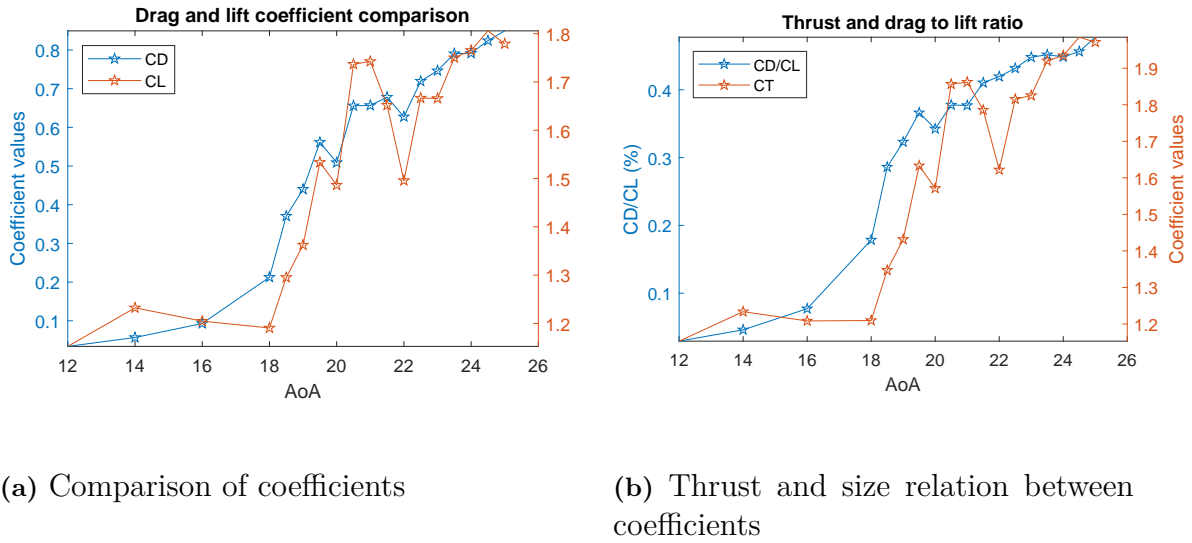 Drag and lift coefficient comparison
CD
CL
Coefficient values
0.8
0.7
0.6
0.5
0.4
0.3
0.2
0.1
1.8
1.7
1.6
1.5
1.4
1.3
1.2
12 14 16 18 20 22 24 26
AoA
Thrust and drag to lift ratio
CD/CL
CT
CD/CL (%)
0.4
0.3
0.2
0.1
1.9
1.8
1.7
1.6
1.5
1.4
1.3
1.2
Coefficient values
12 14 16 18 20 22 24 26
AoA
(a) Comparison of coefficients
(b) Thrust and size relation between
coefficients